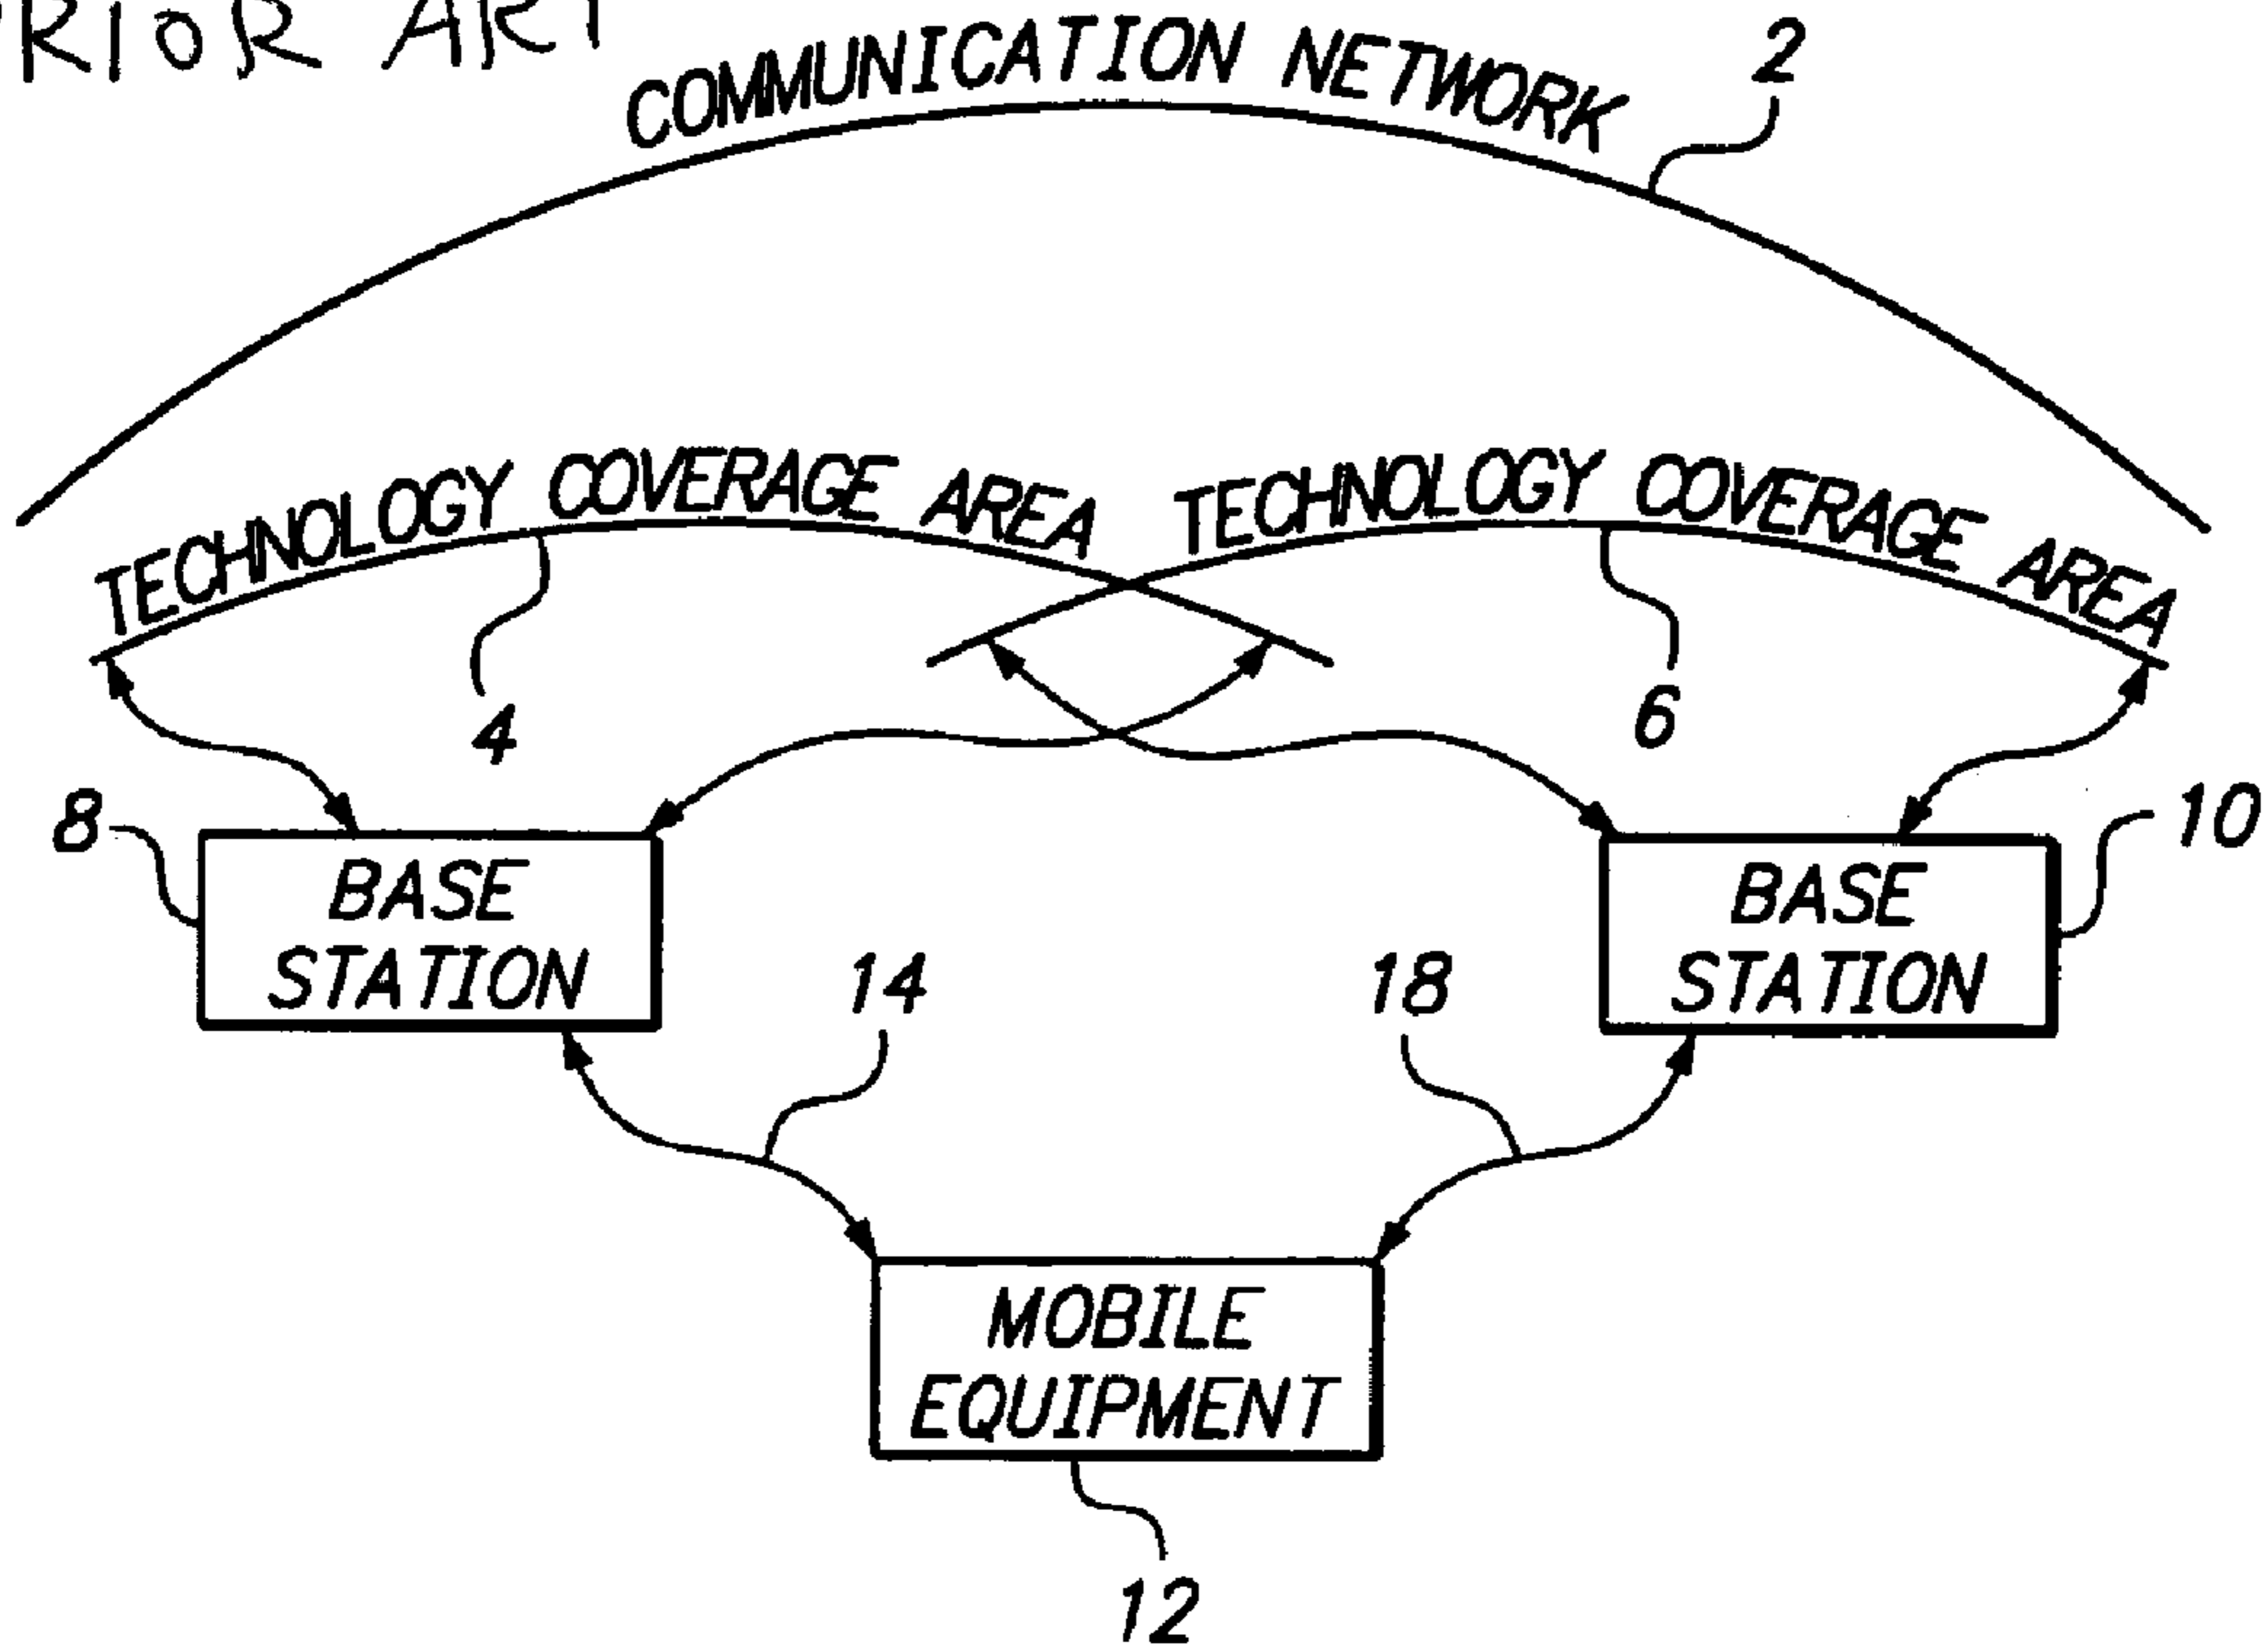 PRIOR ART
COMMUNICATION NETWORK
2
TECHNOLOGY COVERAGE AREA
TECHNOLOGY COVERAGE AREA
4
6
8
10
BASE
STATION
BASE
STATION
14
18
MOBILE
EQUIPMENT
12